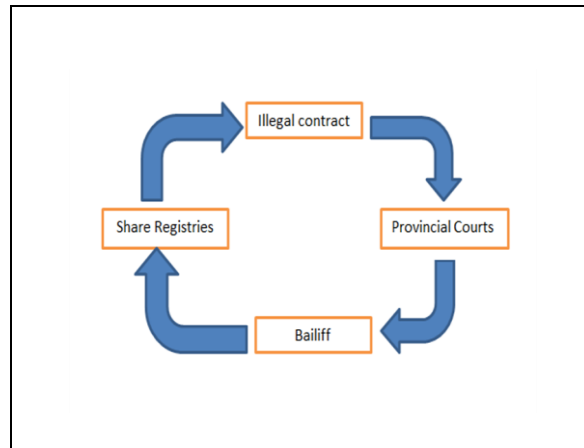 Illegal contract
Share Registries
Provincial Courts
Bailiff